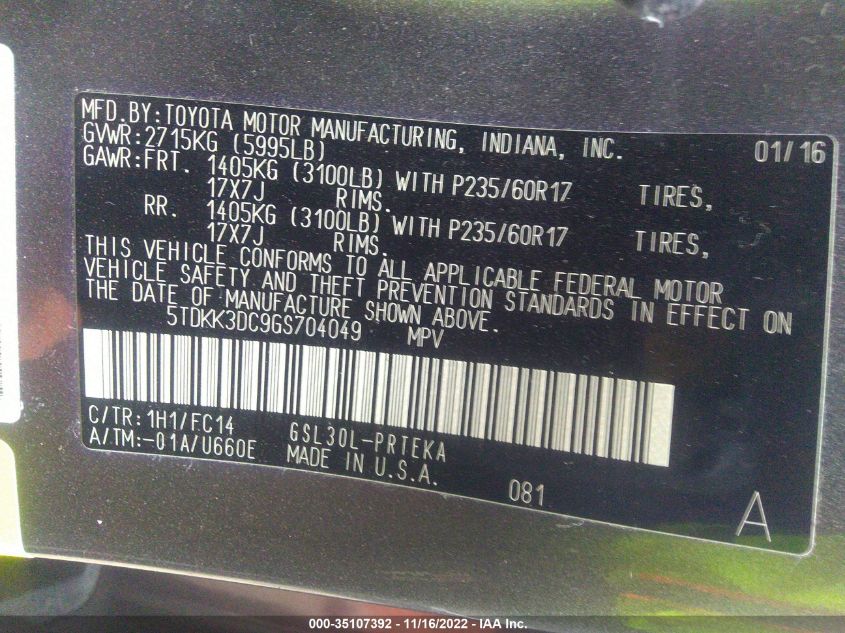 MFD.BY:TOYOTA MOTOR MANUFACTURING, INDIANA, INC. 01/16
GVWR:2715KG (5995LB)
GAWR:FRT. 1405KG (3100LB) WITH P235/60R17 TIRES,
17X7J RIMS.
RR. 1405KG (3100LB) WITH P235/60R17 TIRES,
17X7J RIMS.
THIS VEHICLE CONFORMS TO ALL APPLICABLE FEDERAL MOTOR
VEHICLE SAFETY AND THEFT PREVENTION STANDARDS IN EFFECT ON
THE DATE OF MANUFACTURE SHOWN ABOVE.
5TDKK3DC9GS704049 MPV
C/TR:1H1/FC14 GSL30L-PRTEKA
A/TM:-01A/U660E MADE IN U.S.A.
081
A
000-35107392 - 11/16/2022 - IAA Inc.